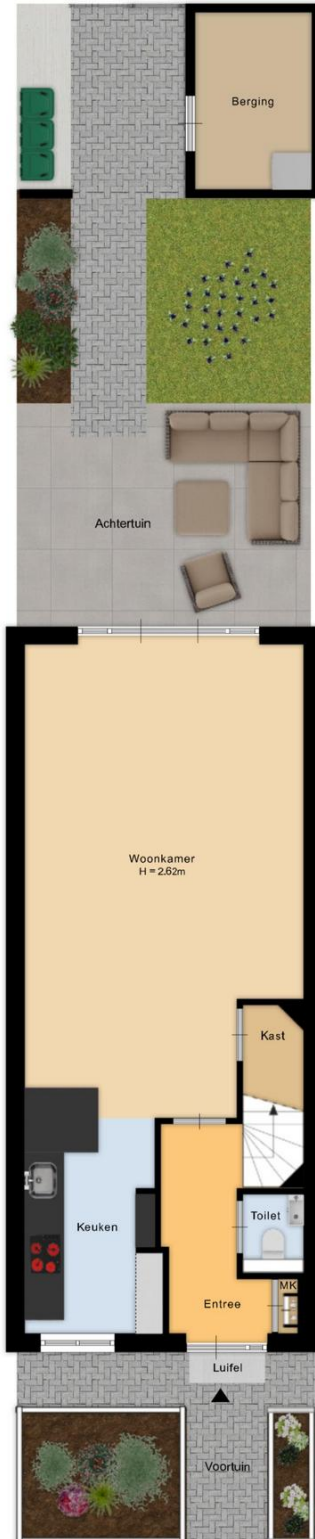 Berging
Achtertuin
Woonkamer
H = 2.62m
Kast
Toilet
Keuken
MK
Entree
Luifel
Voortuin